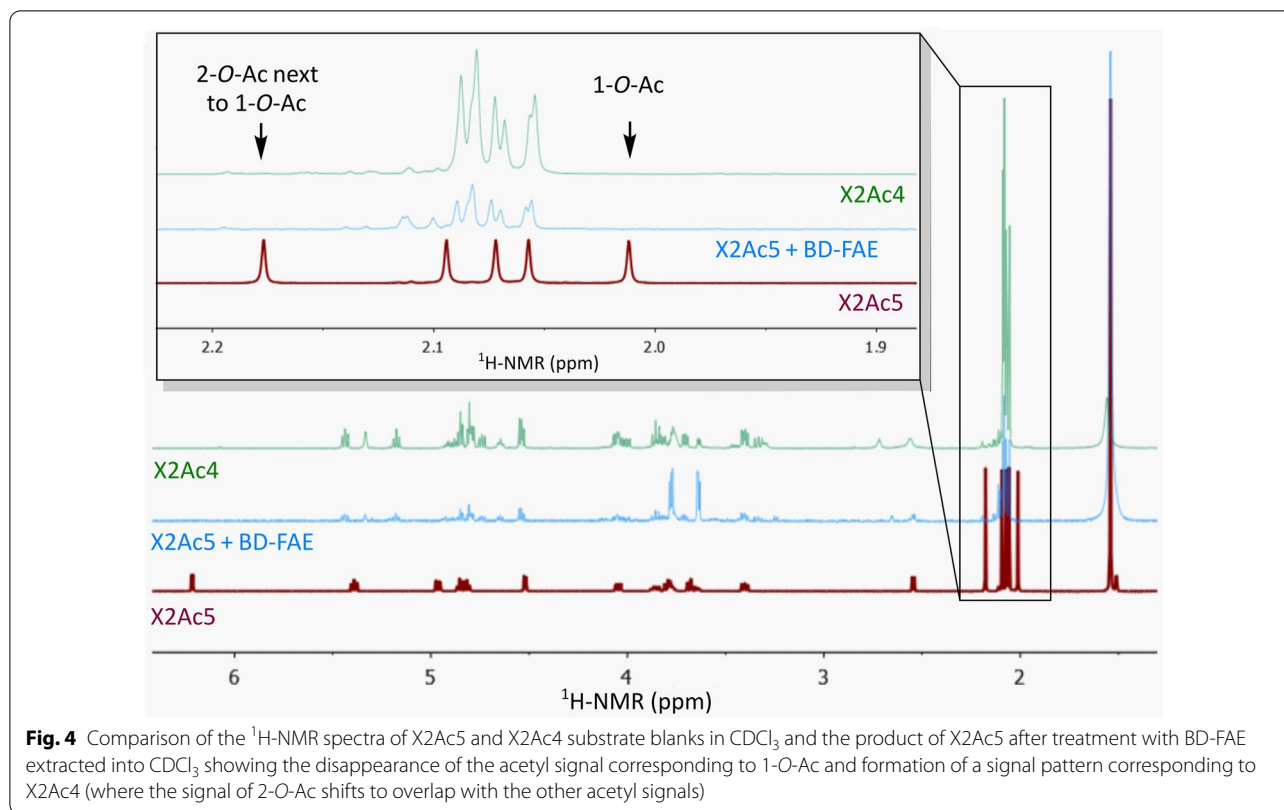 2-O-Ac next
to 1-O-Ac
1-O-Ac
X2Ac4
X2Ac5 + BD-FAE
X2Ac5
2.2 2.1 2.0 1.9
¹H-NMR (ppm)
X2Ac4
X2Ac5 + BD-FAE
X2Ac5
6 5 4 3 2
¹H-NMR (ppm)
Fig. 4 Comparison of the ¹H-NMR spectra of X2Ac5 and X2Ac4 substrate blanks in CDCl₃ and the product of X2Ac5 after treatment with BD-FAE
extracted into CDCl₃ showing the disappearance of the acetyl signal corresponding to 1-O-Ac and formation of a signal pattern corresponding to
X2Ac4 (where the signal of 2-O-Ac shifts to overlap with the other acetyl signals)